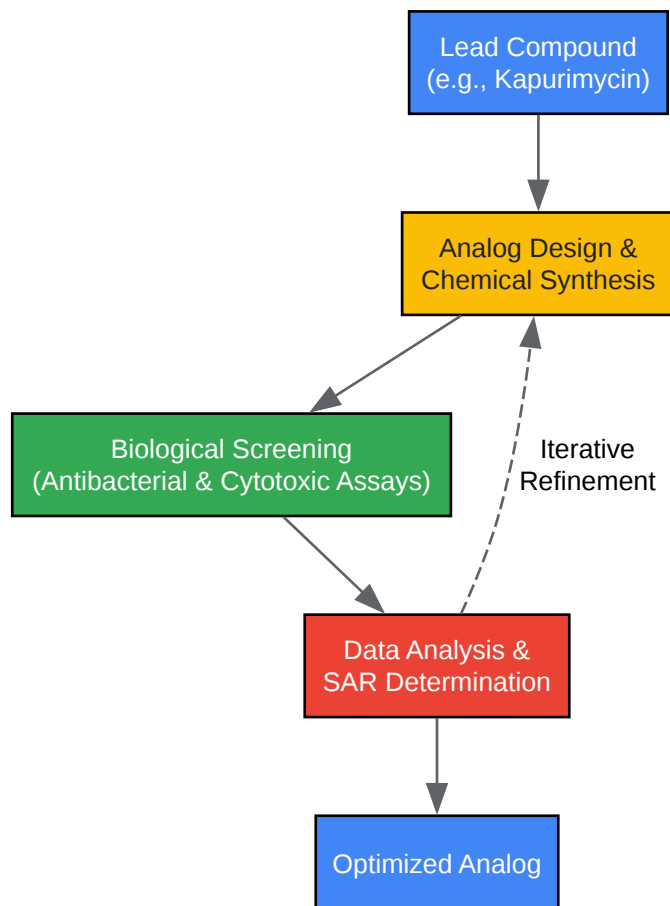 Lead Compound
(e.g., Kapurimycin)
Analog Design &
Chemical Synthesis
Biological Screening
(Antibacterial & Cytotoxic Assays)
Iterative
Refinement
Data Analysis &
SAR Determination
Optimized Analog